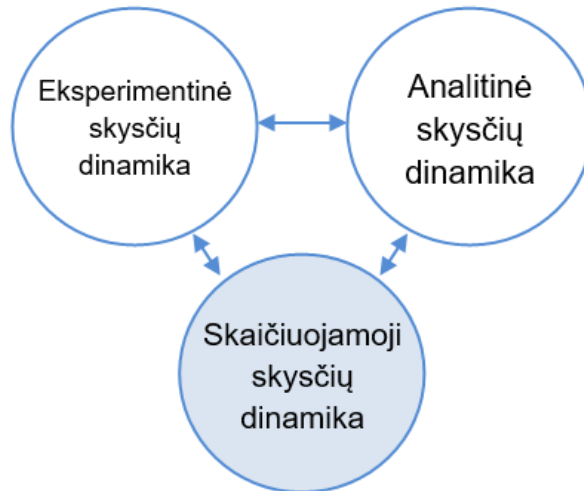 Eksperimentinė
skysčių
dinamika
Analitinė
skysčių
dinamika
Skaičiuojamoji
skysčių
dinamika